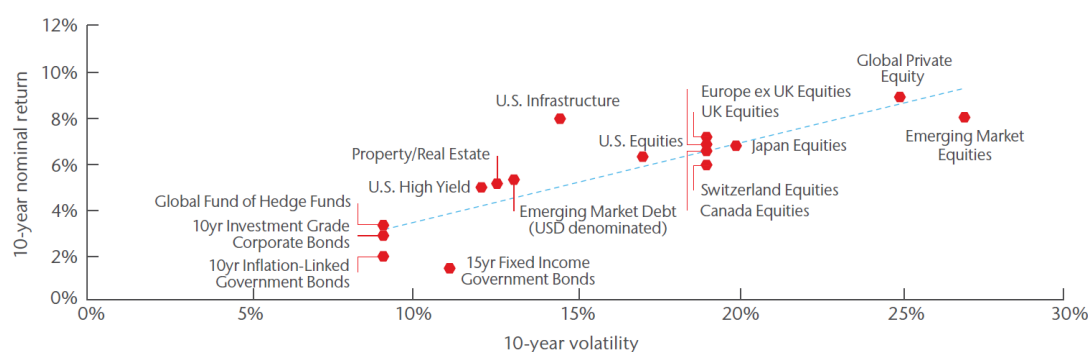 12%
10%
8%
6%
4%
2%
0%
10-year nominal return
Global Private
Equity
Europe ex UK Equities
UK Equities
U.S. Infrastructure
U.S. Equities
Japan Equities
Emerging Market
Equities
Property/Real Estate
U.S. High Yield
Switzerland Equities
Canada Equities
Global Fund of Hedge Funds
Emerging Market Debt
(USD denominated)
10yr Investment Grade
Corporate Bonds
10yr Inflation-Linked
Government Bonds
15yr Fixed Income
Government Bonds
0%
5%
10%
15%
20%
25%
30%
10-year volatility